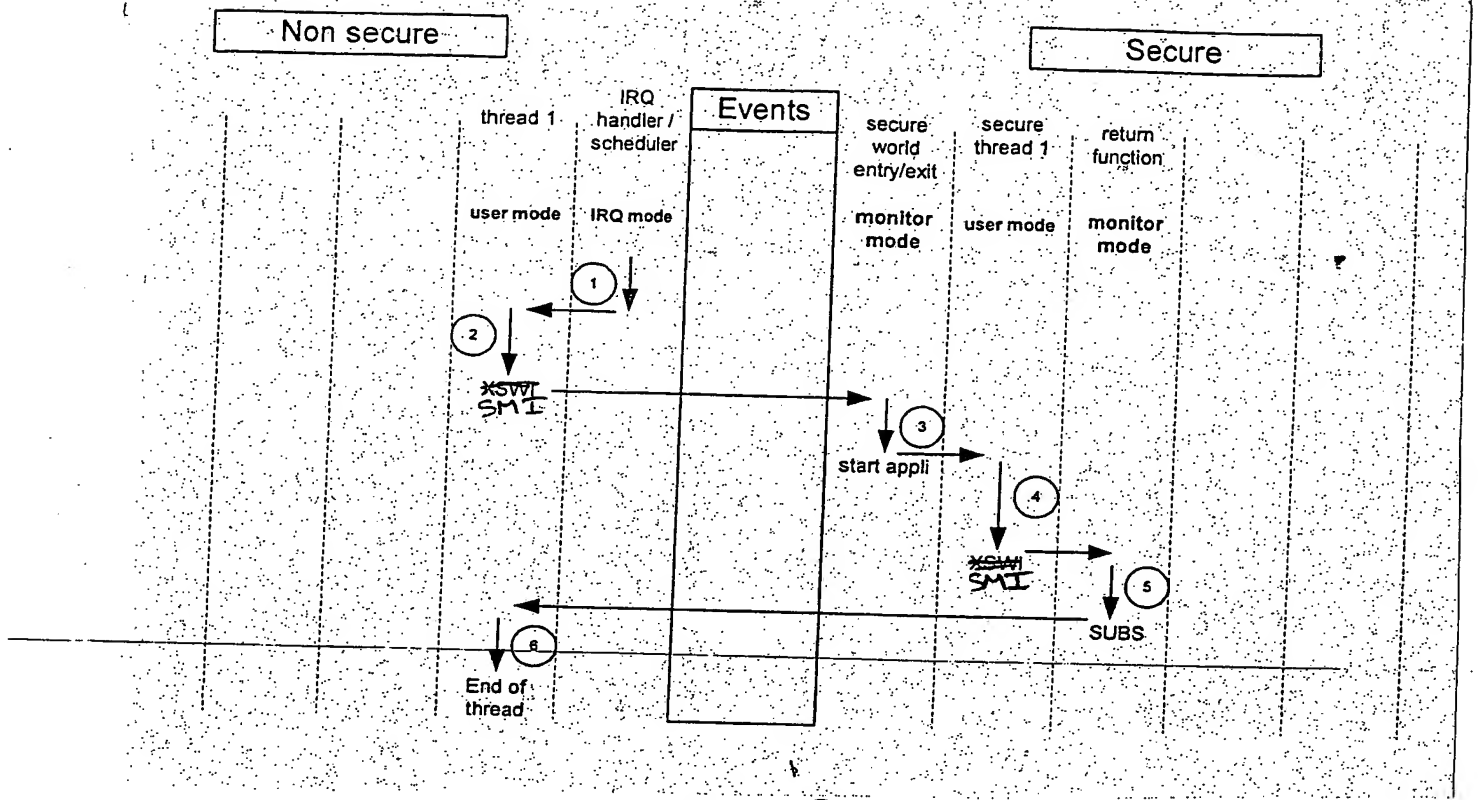 Non secure
Secure
Events
thread 1
IRQ
handler /
scheduler
secure
world
entry/exit
secure
thread 1
return
function
user mode
IRQ mode
monitor
mode
user mode
monitor
mode
1
2
XSWI
SMI
3
start appli
4
XSWI
SMI
5
SUBS
6
End of
thread